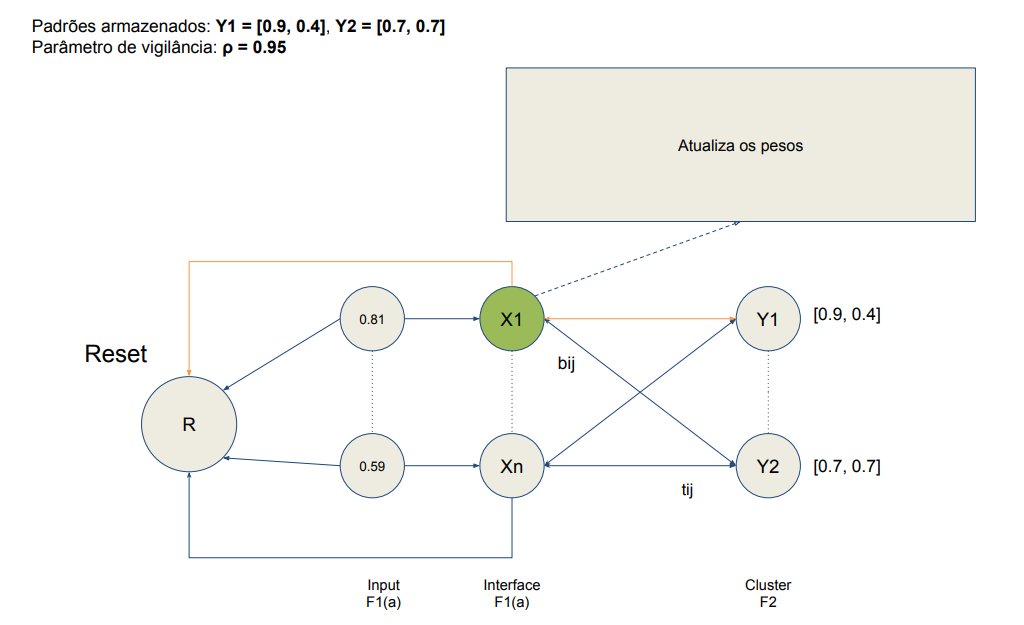 Padrões armazenados: Y1 = [0.9, 0.4], Y2 = [0.7, 0.7]
Parâmetro de vigilância: ρ = 0.95
Atualiza os pesos
0.81
X1
Y1
[0.9, 0.4]
Reset
bij
R
0.59
Xn
Y2
[0.7, 0.7]
tij
Input
F1(a)
Interface
F1(a)
Cluster
F2